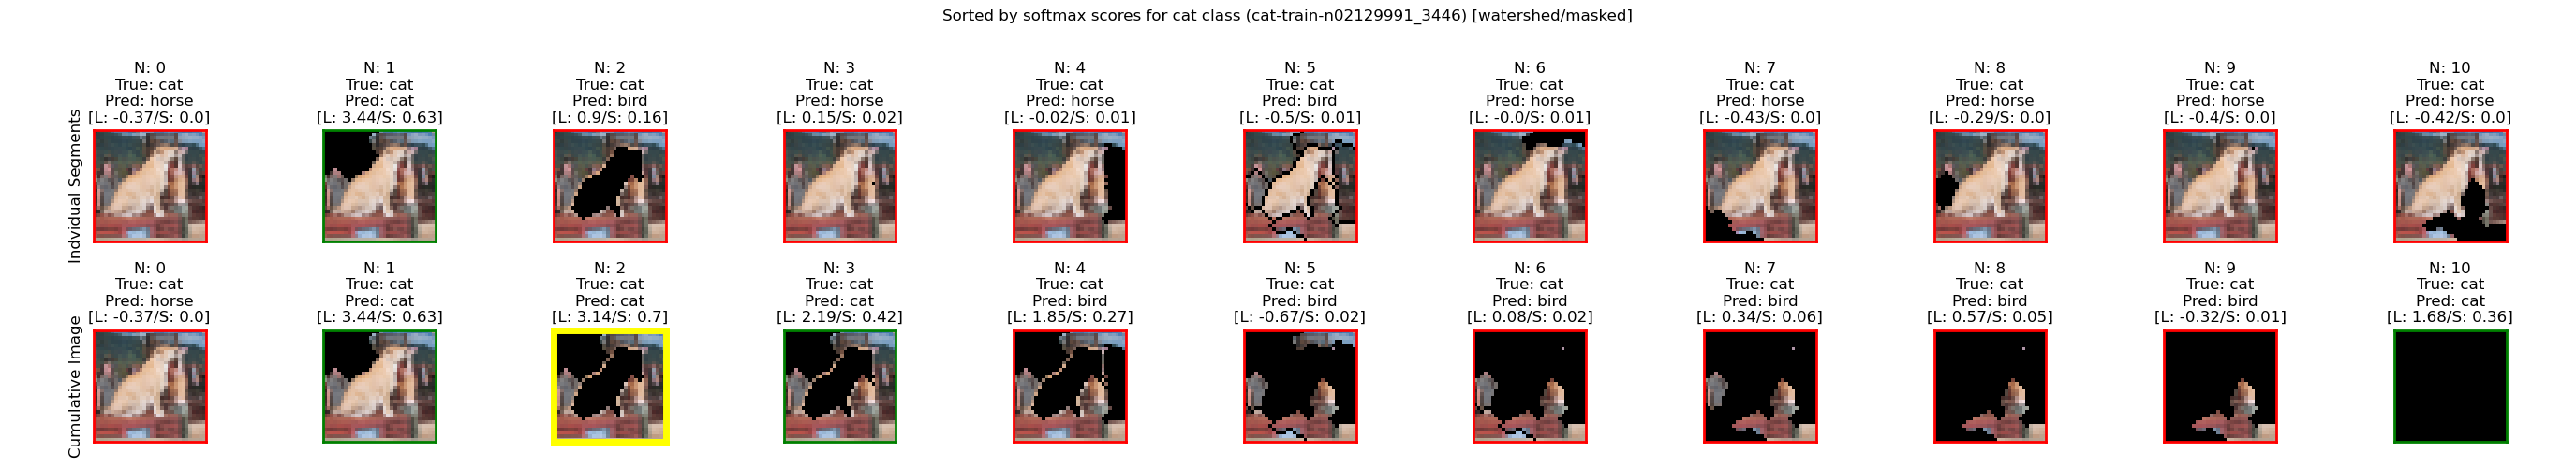 Sorted by softmax scores for cat class (cat-train-n02129991_3446) [watershed/masked]
Indvidual Segments
N: 0
True: cat
Pred: horse
[L: -0.37/S: 0.0]
N: 1
True: cat
Pred: cat
[L: 3.44/S: 0.63]
N: 2
True: cat
Pred: bird
[L: 0.9/S: 0.16]
N: 3
True: cat
Pred: horse
[L: 0.15/S: 0.02]
N: 4
True: cat
Pred: horse
[L: -0.02/S: 0.01]
N: 5
True: cat
Pred: bird
[L: -0.5/S: 0.01]
N: 6
True: cat
Pred: horse
[L: -0.0/S: 0.01]
N: 7
True: cat
Pred: horse
[L: -0.43/S: 0.0]
N: 8
True: cat
Pred: horse
[L: -0.29/S: 0.0]
N: 9
True: cat
Pred: horse
[L: -0.4/S: 0.0]
N: 10
True: cat
Pred: horse
[L: -0.42/S: 0.0]
Cumulative Image
N: 0
True: cat
Pred: horse
[L: -0.37/S: 0.0]
N: 1
True: cat
Pred: cat
[L: 3.44/S: 0.63]
N: 2
True: cat
Pred: cat
[L: 3.14/S: 0.7]
N: 3
True: cat
Pred: cat
[L: 2.19/S: 0.42]
N: 4
True: cat
Pred: bird
[L: 1.85/S: 0.27]
N: 5
True: cat
Pred: bird
[L: -0.67/S: 0.02]
N: 6
True: cat
Pred: bird
[L: 0.08/S: 0.02]
N: 7
True: cat
Pred: bird
[L: 0.34/S: 0.06]
N: 8
True: cat
Pred: bird
[L: 0.57/S: 0.05]
N: 9
True: cat
Pred: bird
[L: -0.32/S: 0.01]
N: 10
True: cat
Pred: cat
[L: 1.68/S: 0.36]